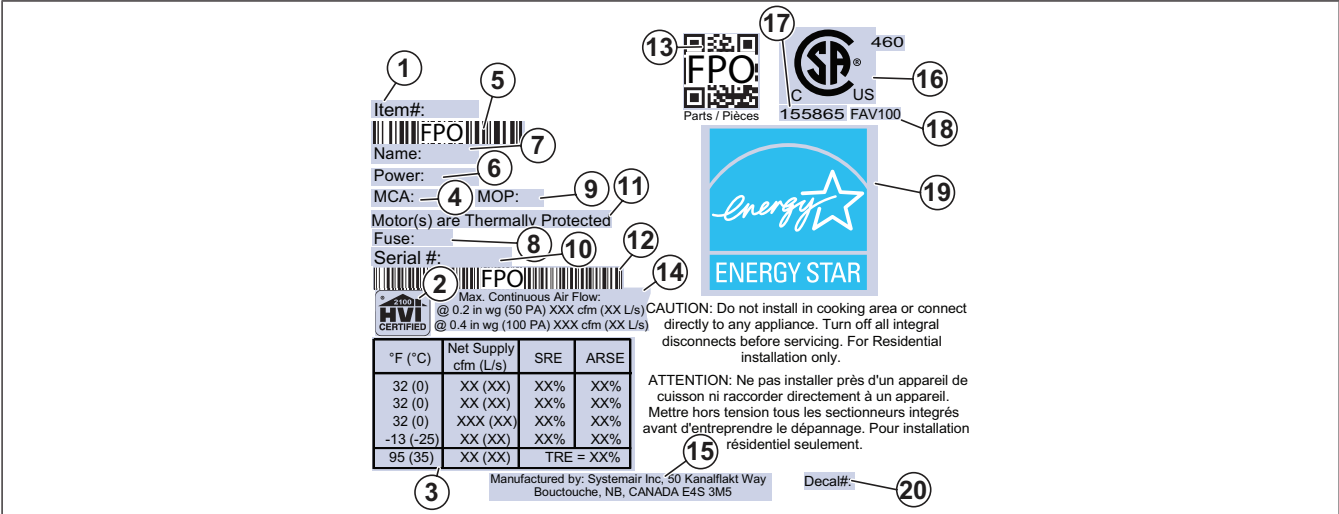 1
Item#:
5
FPO
7
Name:
Power:
6
MCA:
4
MOP:
9
11
Motor(s) are Thermally Protected
Fuse:
8
Serial #:
10
12
FPO
2
® 2100
HVI
CERTIFIED
14
Max. Continuous Air Flow:
@ 0.2 in wg (50 PA) XXX cfm (XX L/s)
@ 0.4 in wg (100 PA) XXX cfm (XX L/s)
°F (°C) Net Supply cfm (L/s) SRE ARSE
32 (0) XX (XX) XX% XX%
32 (0) XX (XX) XX% XX%
32 (0) XXX (XX) XX% XX%
-13 (-25) XX (XX) XX% XX%
95 (35) XX (XX) TRE = XX%
3
13
FPO
Parts / Pièces
17
CSA ®
C US
460
16
155865 FAV100
18
energy
ENERGY STAR
19
CAUTION: Do not install in cooking area or connect
directly to any appliance. Turn off all integral
disconnects before servicing. For Residential
installation only.
ATTENTION: Ne pas installer près d'un appareil de
cuisson ni raccorder directement à un appareil.
Mettre hors tension tous les sectionneurs integrés
avant d'entreprendre le dépannage. Pour installation
résidentiel seulement.
15
Manufactured by: Systemair Inc, 50 Kanalflakt Way
Bouctouche, NB, CANADA E4S 3M5
Decal#:
20